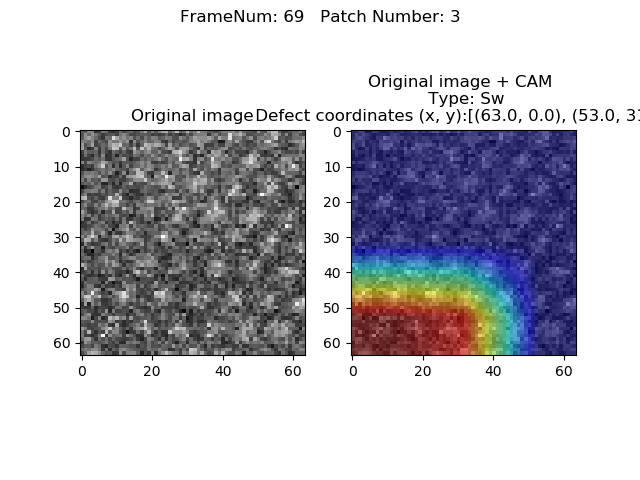 FrameNum: 69   Patch Number: 3
Original image + CAM
Type: Sw
Original image
Defect coordinates (x, y):[(63.0, 0.0), (53.0, 31
0
10
20
30
40
50
60
0 20 40 60
0
10
20
30
40
50
60
0 20 40 60